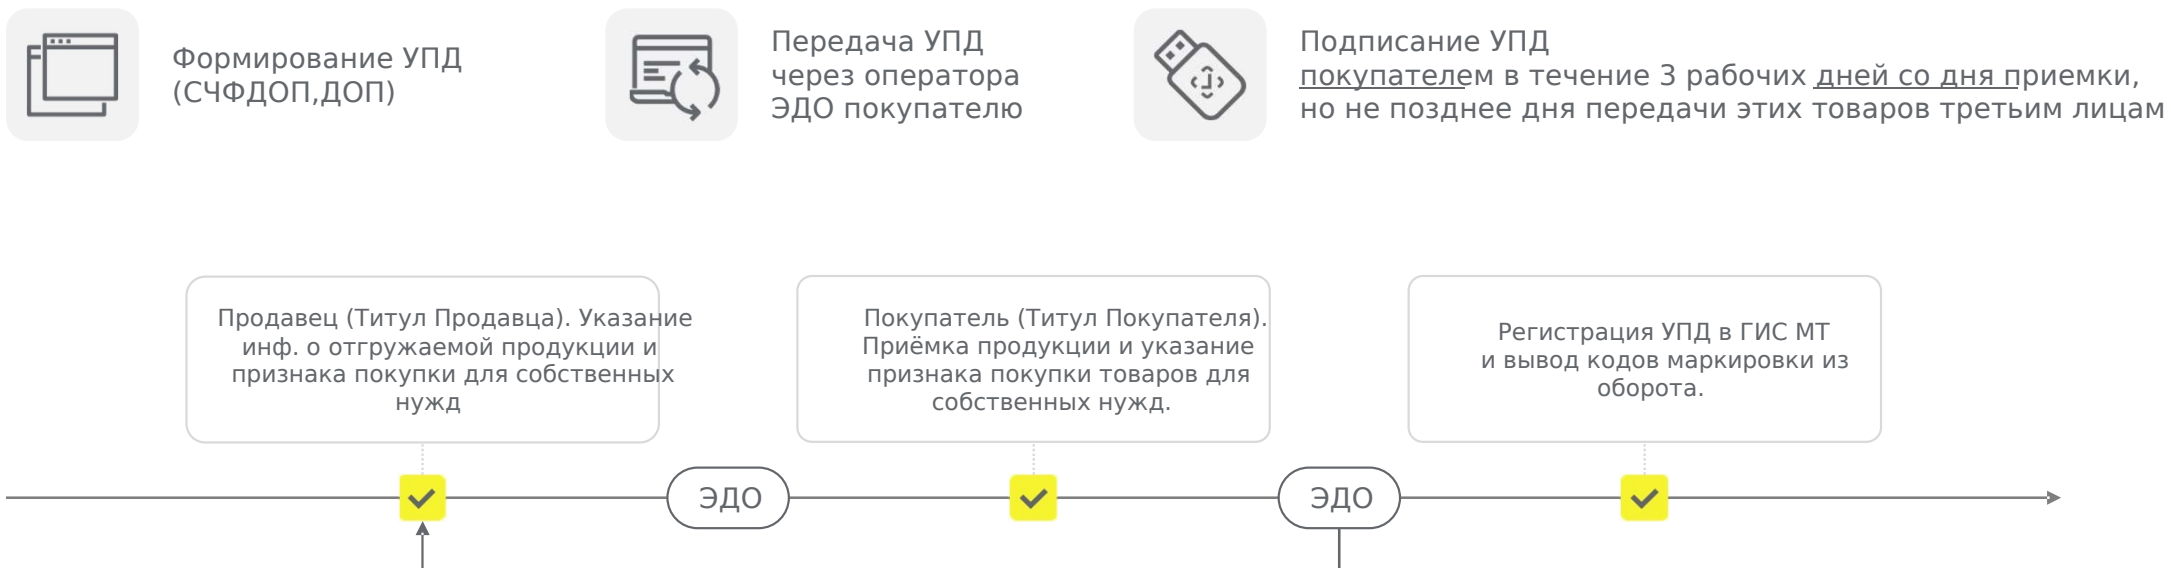 Формирование УПД
(СЧФДОП,ДОП)
Передача УПД
через оператора
ЭДО покупателю
Подписание УПД
покупателем в течение 3 рабочих дней со дня приемки,
но не позднее дня передачи этих товаров третьим лицам
Продавец (Титул Продавца). Указание
инф. о отгружаемой продукции и
признака покупки для собственных
нужд
Покупатель (Титул Покупателя).
Приёмка продукции и указание
признака покупки товаров для
собственных нужд.
Регистрация УПД в ГИС МТ
и вывод кодов маркировки из
оборота.
ЭДО
ЭДО